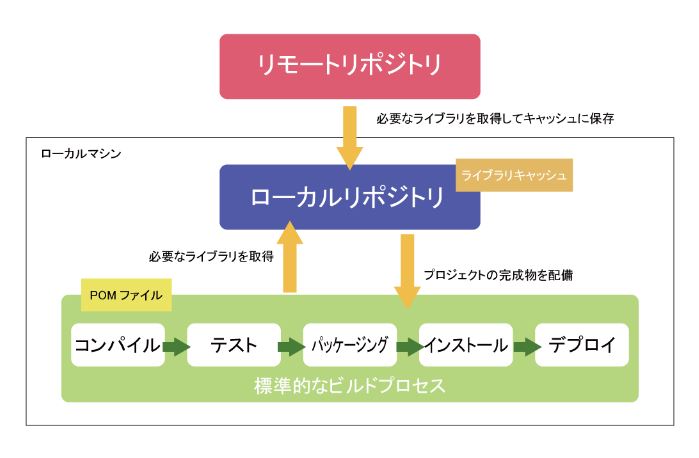 リモートリポジトリ
必要なライブラリを取得してキャッシュに保存
ローカルマシン
ライブラリキャッシュ
ローカルリポジトリ
必要なライブラリを取得
プロジェクトの完成物を配備
POM ファイル
コンパイル
テスト
パッケージング
インストール
デプロイ
標準的なビルドプロセス